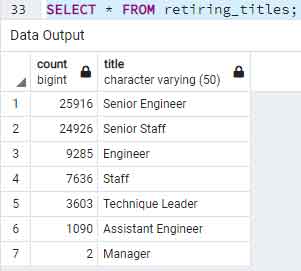 33 SELECT * FROM retiring_titles;
Data Output
count title
bigint character varying (50)
1 25916 Senior Engineer
2 24926 Senior Staff
3 9285 Engineer
4 7636 Staff
5 3603 Technique Leader
6 1090 Assistant Engineer
7 2 Manager